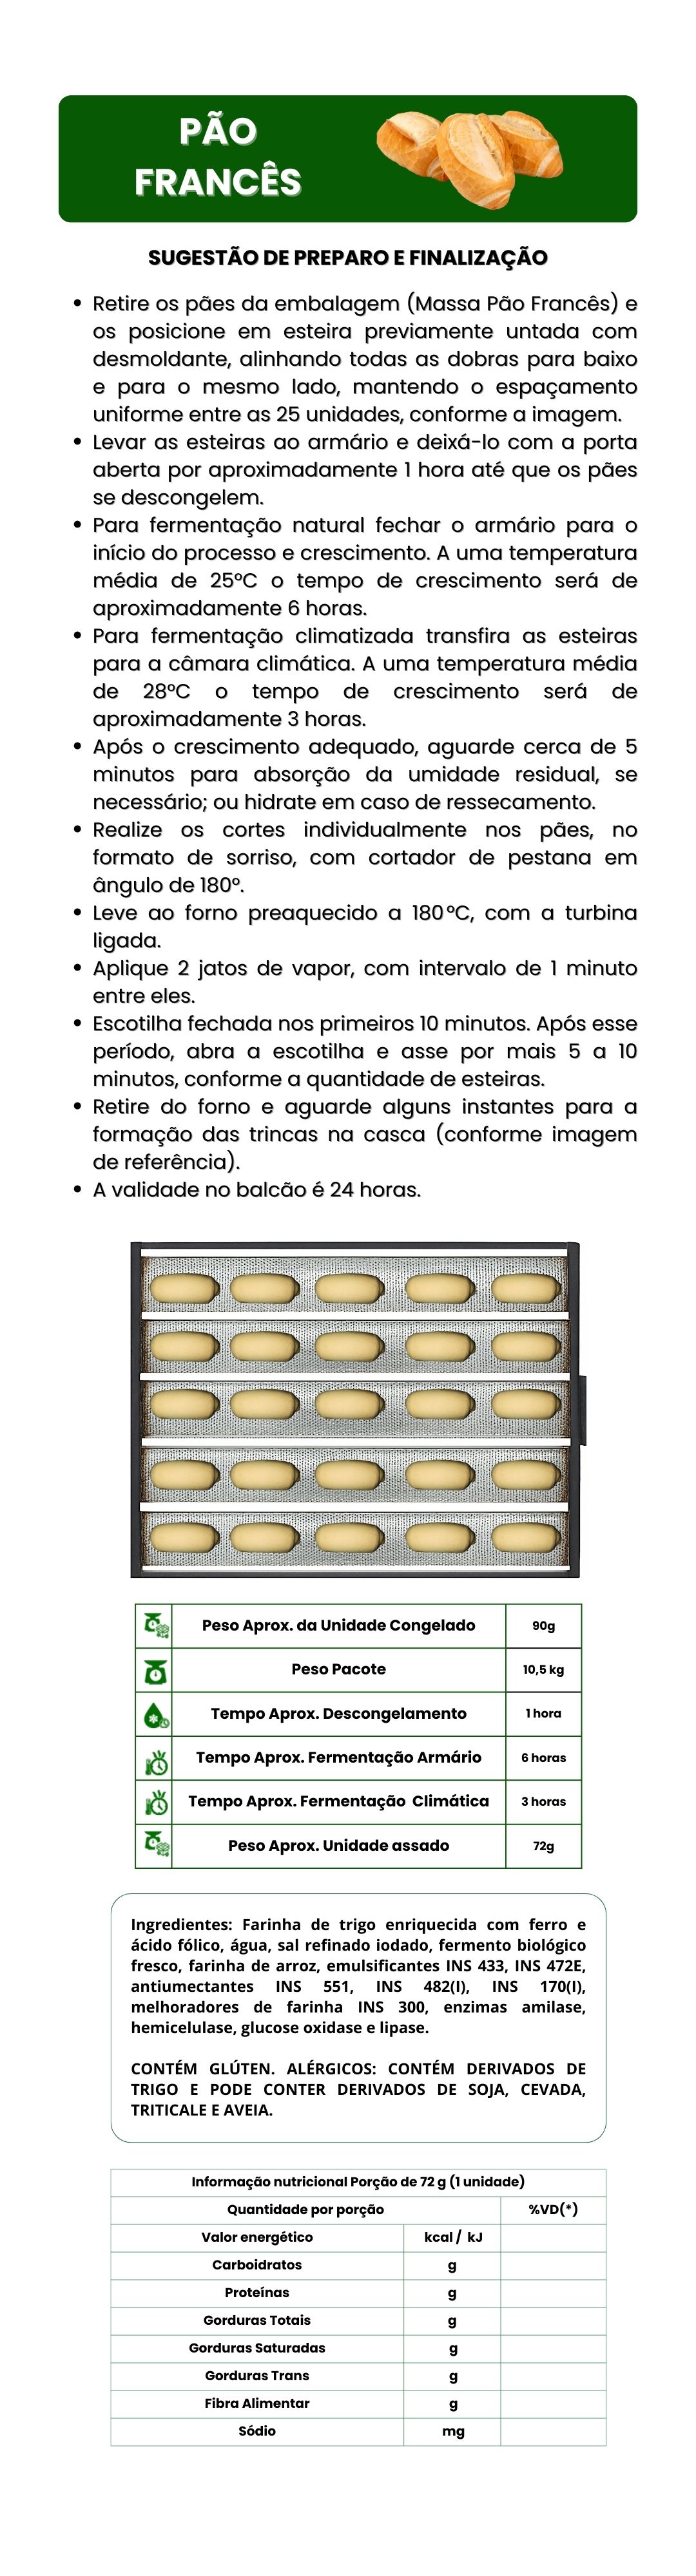 PÃO
FRANCÊS
SUGESTÃO DE PREPARO E FINALIZAÇÃO
• Retire os pães da embalagem (Massa Pão Francês) e
os posicione em esteira previamente untada com
desmoldante, alinhando todas as dobras para baixo
e para o mesmo lado, mantendo o espaçamento
uniforme entre as 25 unidades, conforme a imagem.
• Levar as esteiras ao armário e deixá-lo com a porta
aberta por aproximadamente 1 hora até que os pães
se descongelem.
• Para fermentação natural fechar o armário para o
início do processo e crescimento. A uma temperatura
média de 25°C o tempo de crescimento será de
aproximadamente 6 horas.
• Para fermentação climatizada transfira as esteiras
para a câmara climática. A uma temperatura média
de 28°C o tempo de crescimento será de
aproximadamente 3 horas.
• Após o crescimento adequado, aguarde cerca de 5
minutos para absorção da umidade residual, se
necessário; ou hidrate em caso de ressecamento.
• Realize os cortes individualmente nos pães, no
formato de sorriso, com cortador de pestana em
ângulo de 180°.
• Leve ao forno preaquecido a 180°C, com a turbina
ligada.
• Aplique 2 jatos de vapor, com intervalo de 1 minuto
entre eles.
• Escotilha fechada nos primeiros 10 minutos. Após esse
período, abra a escotilha e asse por mais 5 a 10
minutos, conforme a quantidade de esteiras.
• Retire do forno e aguarde alguns instantes para a
formação das trincas na casca (conforme imagem
de referência).
• A validade no balcão é 24 horas.
Peso Aprox. da Unidade Congelado 90g
Peso Pacote 10,5 kg
Tempo Aprox. Descongelamento 1 hora
Tempo Aprox. Fermentação Armário 6 horas
Tempo Aprox. Fermentação Climática 3 horas
Peso Aprox. Unidade assado 72g
Ingredientes: Farinha de trigo enriquecida com ferro e
ácido fólico, água, sal refinado iodado, fermento biológico
fresco, farinha de arroz, emulsificantes INS 433, INS 472E,
antiumectantes INS 551, INS 482(I), INS 170(I),
melhoradores de farinha INS 300, enzimas amilase,
hemicelulase, glucose oxidase e lipase.
CONTÉM GLÚTEN. ALÉRGICOS: CONTÉM DERIVADOS DE
TRIGO E PODE CONTER DERIVADOS DE SOJA, CEVADA,
TRITICALE E AVEIA.
Informação nutricional Porção de 72 g (1 unidade)
Quantidade por porção %VD(*)
Valor energético kcal / kJ
Carboidratos g
Proteínas g
Gorduras Totais g
Gorduras Saturadas g
Gorduras Trans g
Fibra Alimentar g
Sódio mg